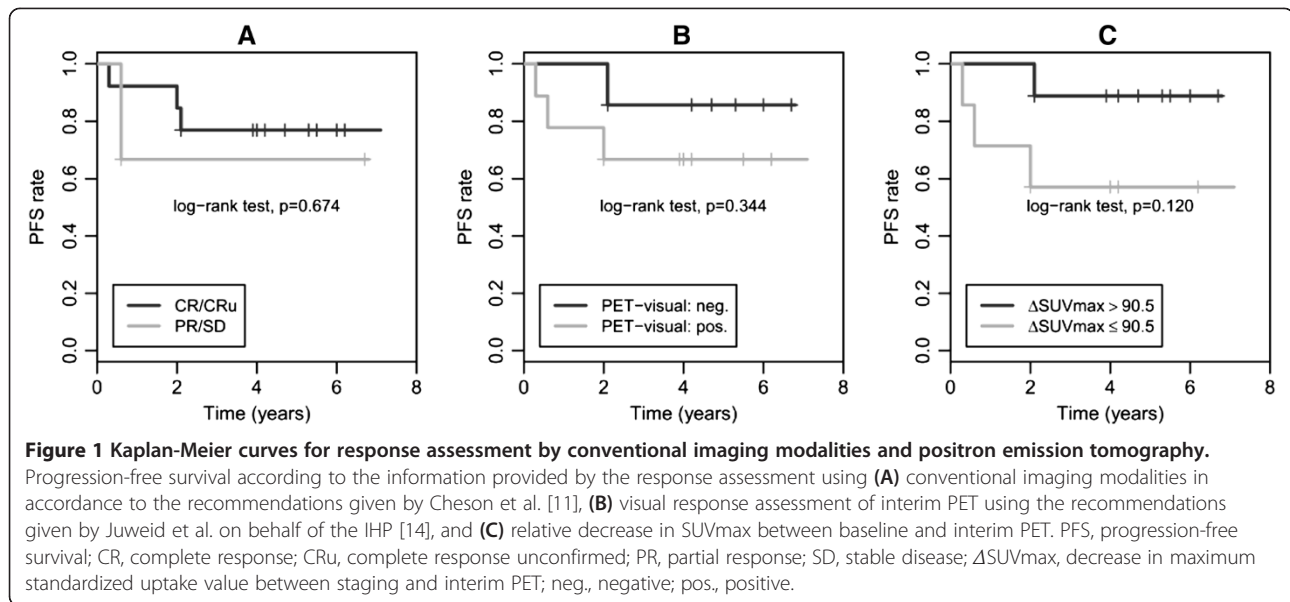 A
B
C
PFS rate
1.0
0.8
0.6
0.4
0.2
0.0
log−rank test, p=0.674
CR/CRu
PR/SD
0 2 4 6 8
Time (years)
PFS rate
1.0
0.8
0.6
0.4
0.2
0.0
log−rank test, p=0.344
PET−visual: neg.
PET−visual: pos.
0 2 4 6 8
Time (years)
PFS rate
1.0
0.8
0.6
0.4
0.2
0.0
log−rank test, p=0.120
ΔSUVmax > 90.5
ΔSUVmax ≤ 90.5
0 2 4 6 8
Time (years)
Figure 1 Kaplan-Meier curves for response assessment by conventional imaging modalities and positron emission tomography.
Progression-free survival according to the information provided by the response assessment using (A) conventional imaging modalities in
accordance to the recommendations given by Cheson et al. [11], (B) visual response assessment of interim PET using the recommendations
given by Juweid et al. on behalf of the IHP [14], and (C) relative decrease in SUVmax between baseline and interim PET. PFS, progression-free
survival; CR, complete response; CRu, complete response unconfirmed; PR, partial response; SD, stable disease; ΔSUVmax, decrease in maximum
standardized uptake value between staging and interim PET; neg., negative; pos., positive.